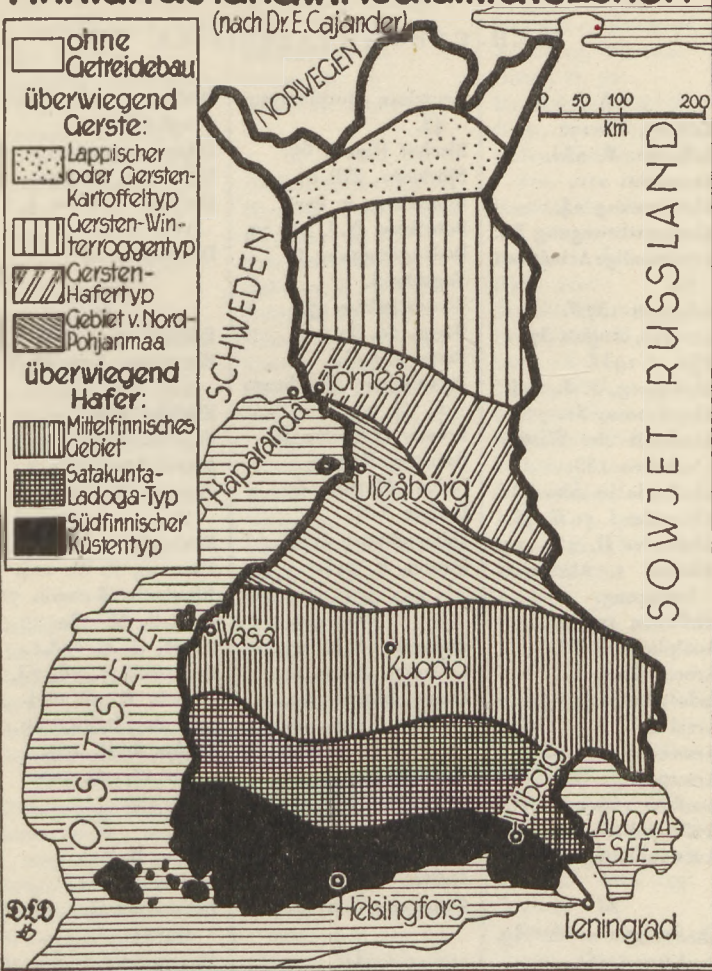 (nach Dr. E. Cajander)
ohne
Getreidebau
überwiegend
Gerste:
Lappischer
oder Gersten-
Kartoffeltyp
Gersten-Win-
terroggentyp
Gersten-
Hafertyp
Gebiet v. Nord-
Pohjanmaa
überwiegend
Hafer:
Mittelfinnisches
Gebiet
Satakunta-
Ladoga-Typ
Südfinnischer
Küstentyp
NORWEGEN
0 50 100 200
km
SCHWEDEN
SOWJET RUSSLAND
Torneå
Haparanda
Uleåborg
Wasa
Kuopio
OSTSEE
Wiborg
LADOGA-
SEE
Helsingfors
Leningrad
DLD